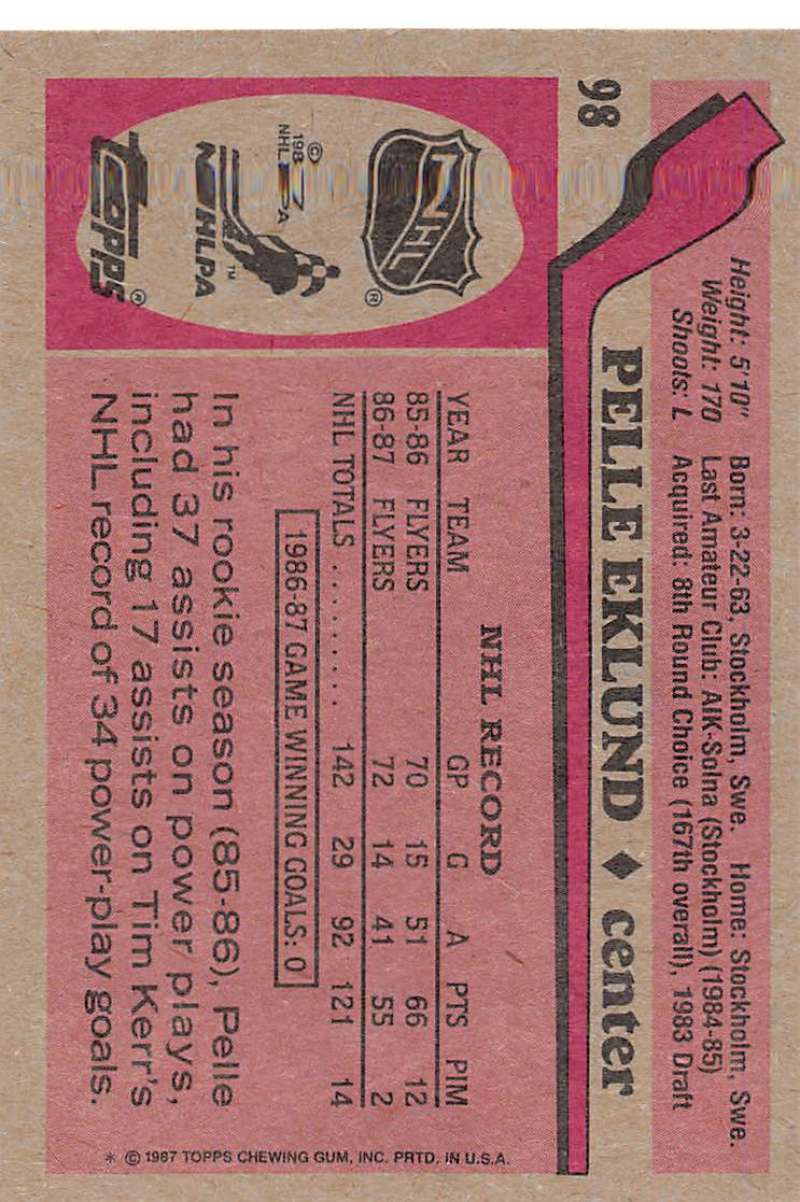 98
Height: 5'10" Born: 3-22-63, Stockholm, Swe. Home: Stockholm, Swe.
Weight: 170 Last Amateur Club: AIK-Solna (Stockholm) (1984-85)
Shoots: L Acquired: 8th Round Choice (167th overall), 1983 Draft
PELLE EKLUND ♦ center
NHL
®
© 1987
NHLPA
NHLPA
™
TOPPS
®
NHL RECORD
YEAR TEAM GP G A PTS PIM
85-86 FLYERS 70 15 51 66 12
86-87 FLYERS 72 14 41 55 2
NHL TOTALS .......... 142 29 92 121 14
1986-87 GAME WINNING GOALS: 0
In his rookie season (85-86), Pelle
had 37 assists on power plays,
including 17 assists on Tim Kerr's
NHL record of 34 power-play goals.
* © 1987 TOPPS CHEWING GUM, INC. PRTD. IN U.S.A.